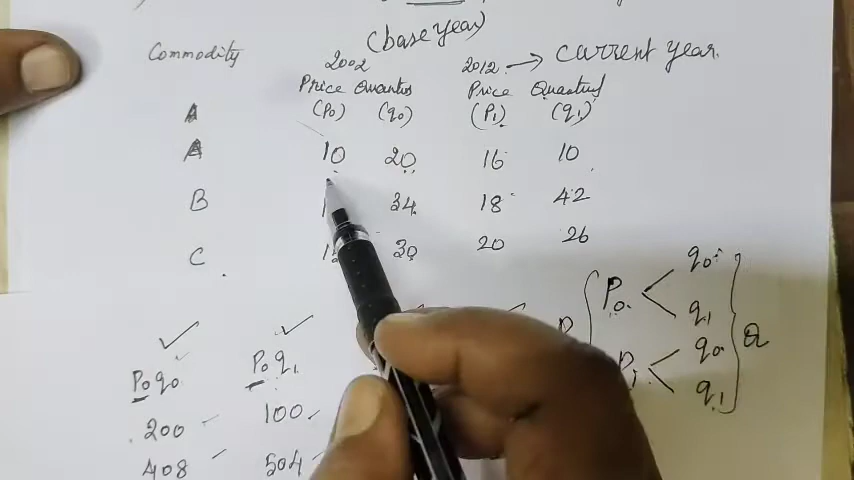 (base year)
Commodity 2002 2012 → Current year.
Price Quantity Price Quantity
A (P0) (q0) (P1) (q1)
A 10 20 16 10
B 34 18 42
C 30 20 26
P0 q0
q1 Q
q0
q1
P0q0 P0q1
200 100
408 504